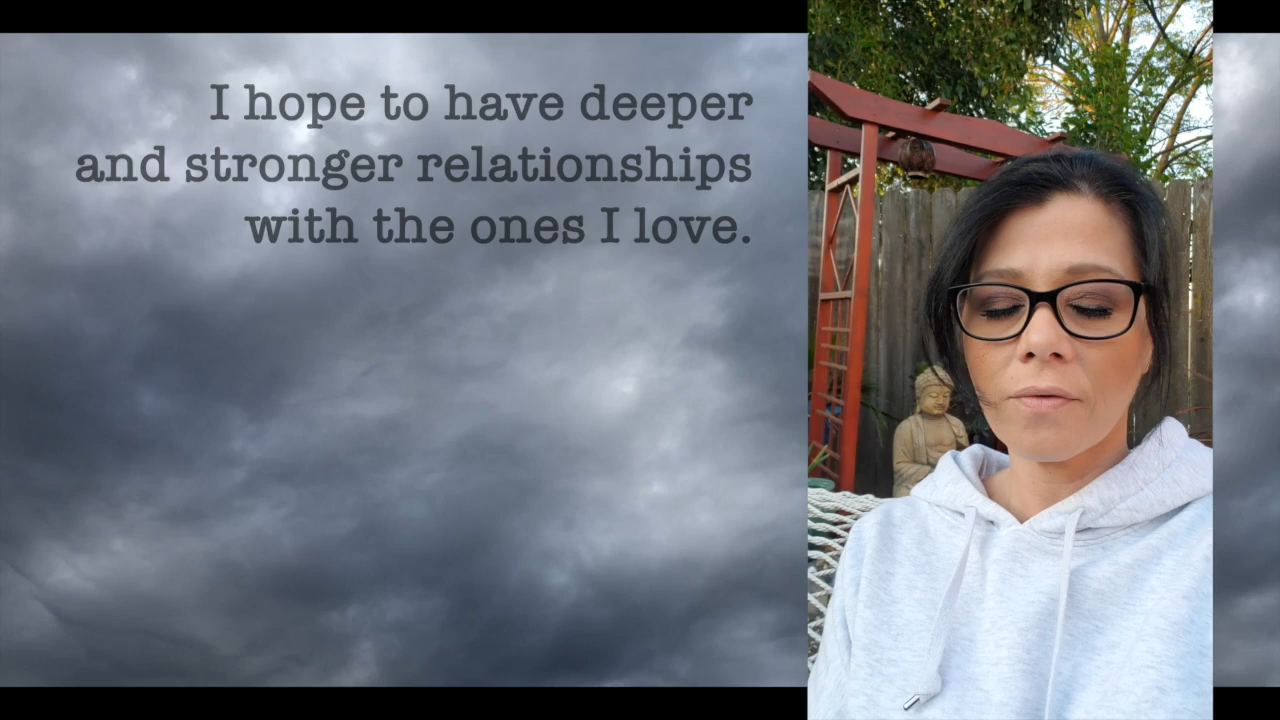 I hope to have deeper
and stronger relationships
with the ones I love.